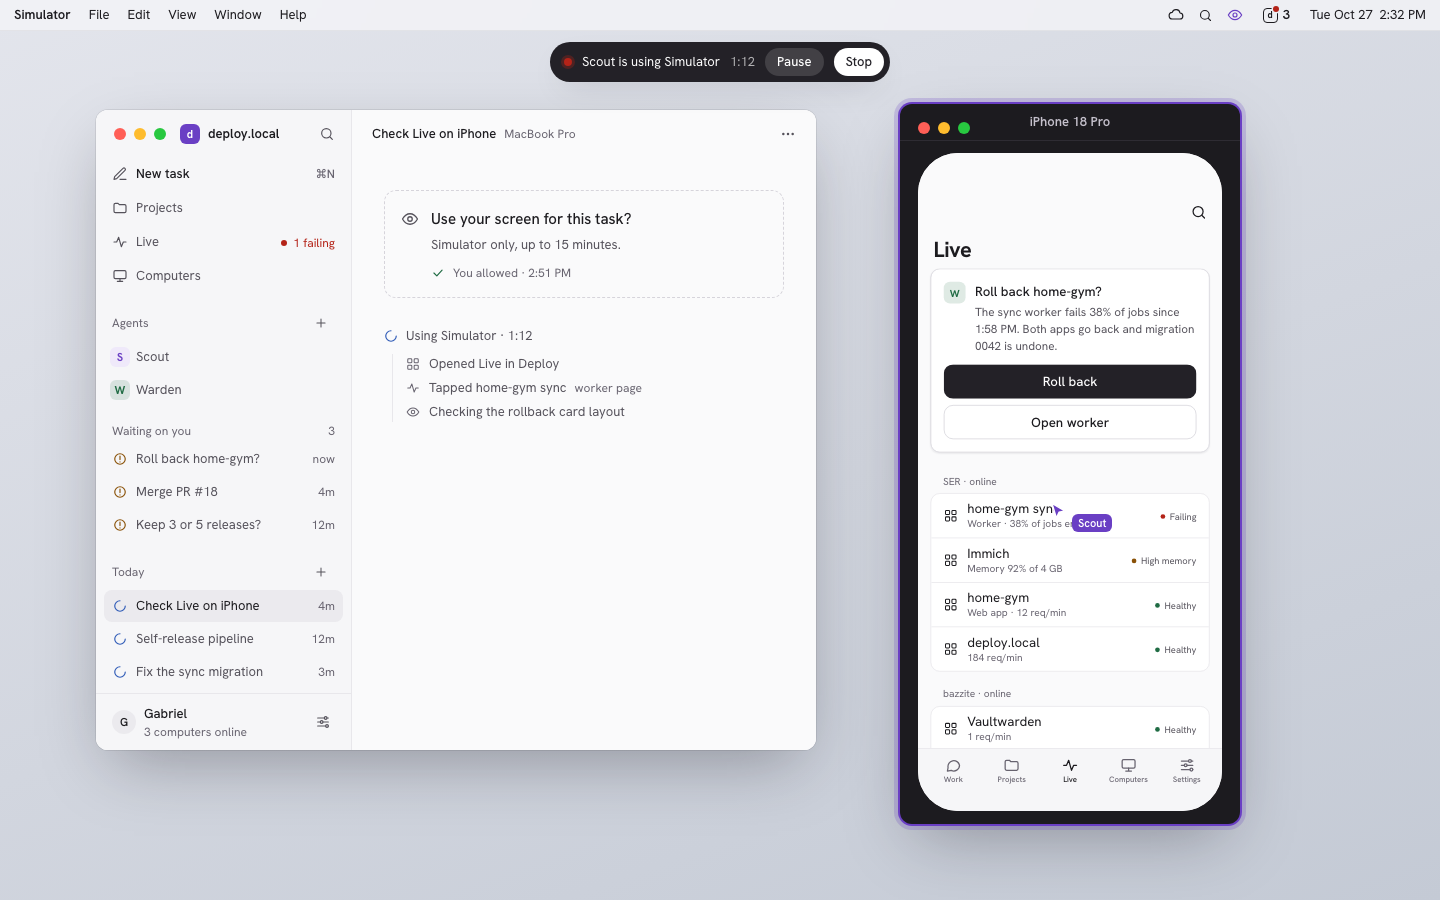 Simulator File Edit View Window Help
d 3 Tue Oct 27 2:32 PM
Scout is using Simulator 1:12 Pause Stop
d deploy.local
New task ⌘N
Projects
Live 1 failing
Computers
Agents
S Scout
W Warden
Waiting on you 3
Roll back home-gym? now
Merge PR #18 4m
Keep 3 or 5 releases? 12m
Today
Check Live on iPhone 4m
Self-release pipeline 12m
Fix the sync migration 3m
G Gabriel
3 computers online
Check Live on iPhone MacBook Pro
Use your screen for this task?
Simulator only, up to 15 minutes.
You allowed · 2:51 PM
Using Simulator · 1:12
Opened Live in Deploy
Tapped home-gym sync worker page
Checking the rollback card layout
iPhone 18 Pro
Live
W Roll back home-gym?
The sync worker fails 38% of jobs since
1:58 PM. Both apps go back and migration
0042 is undone.
Roll back
Open worker
SER · online
home-gym syn
Worker · 38% of jobs
Scout
Failing
Immich
Memory 92% of 4 GB
High memory
home-gym
Web app · 12 req/min
Healthy
deploy.local
184 req/min
Healthy
bazzite · online
Vaultwarden
1 req/min
Healthy
Work Projects Live Computers Settings